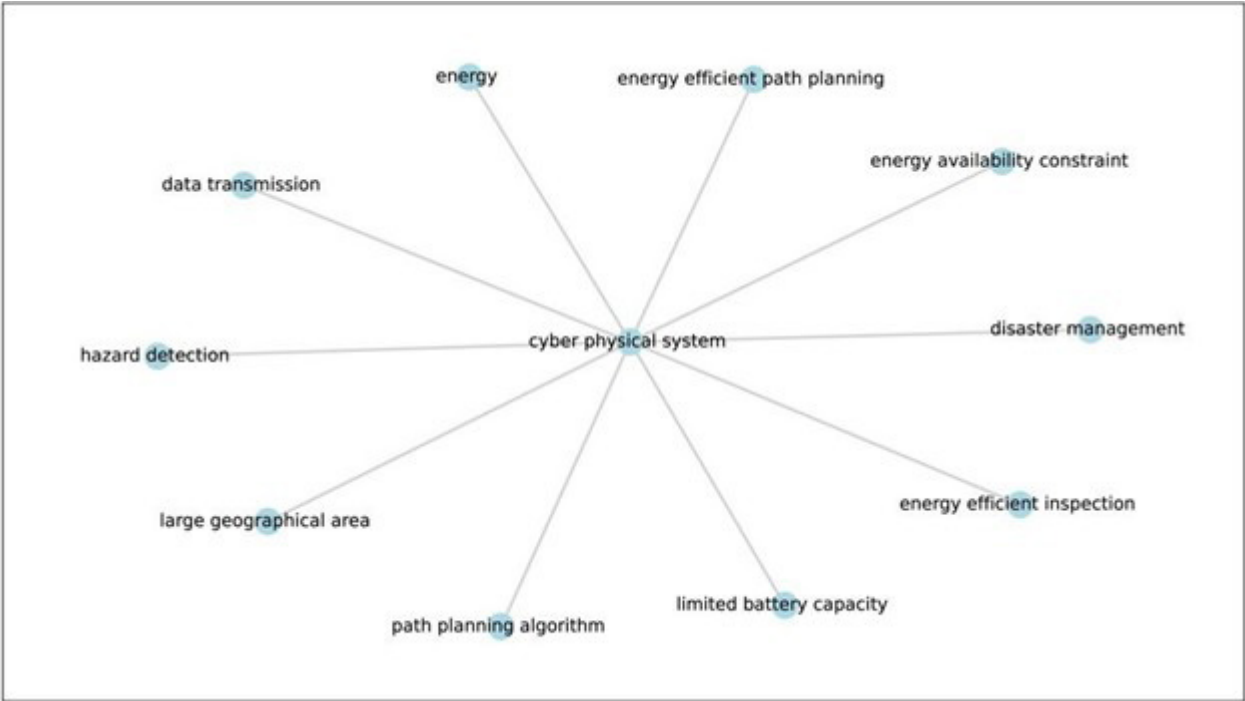 energy
energy efficient path planning
energy availability constraint
data transmission
disaster management
cyber physical system
hazard detection
energy efficient inspection
large geographical area
limited battery capacity
path planning algorithm